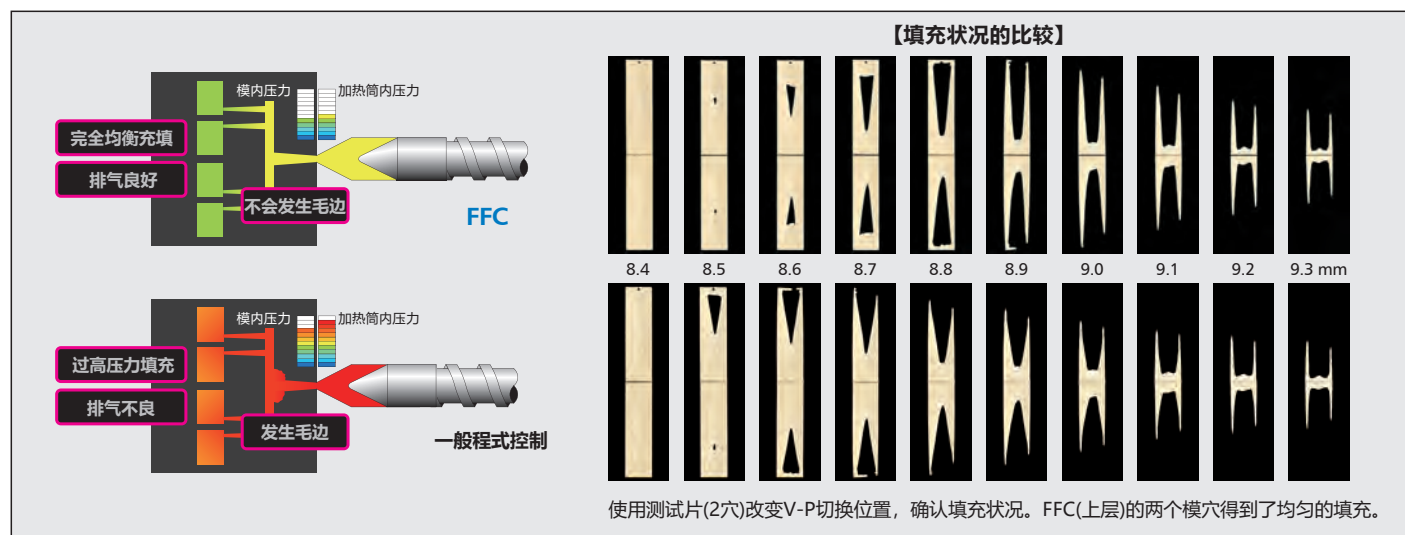 【填充状况的比较】
模内压力
加热筒内压力
完全均衡充填
排气良好
不会发生毛边
FFC
8.4
8.5
8.6
8.7
8.8
8.9
9.0
9.1
9.2
9.3 mm
模内压力
加热筒内压力
过高压力填充
排气不良
发生毛边
一般程式控制
使用测试片(2穴)改变V-P切换位置，确认填充状况。FFC(上层)的两个模穴得到了均匀的填充。